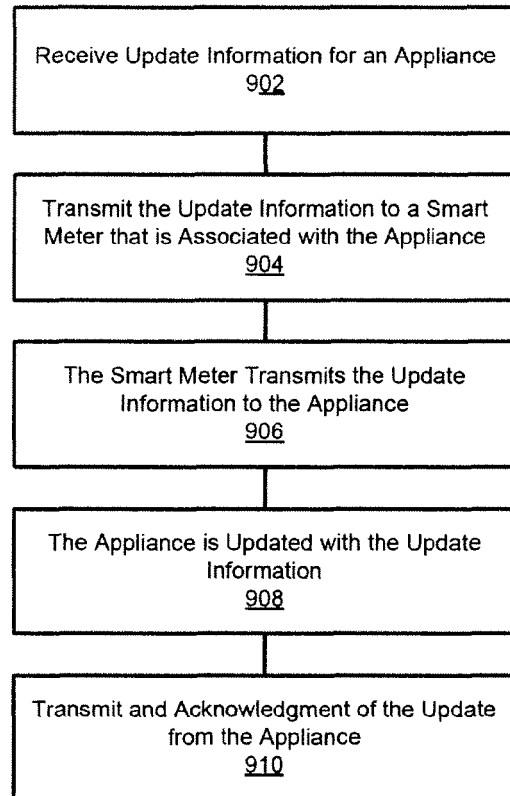 Receive Update Information for an Appliance
902
Transmit the Update Information to a Smart
Meter that is Associated with the Appliance
904
The Smart Meter Transmits the Update
Information to the Appliance
906
The Appliance is Updated with the Update
Information
908
Transmit and Acknowledgment of the Update
from the Appliance
910